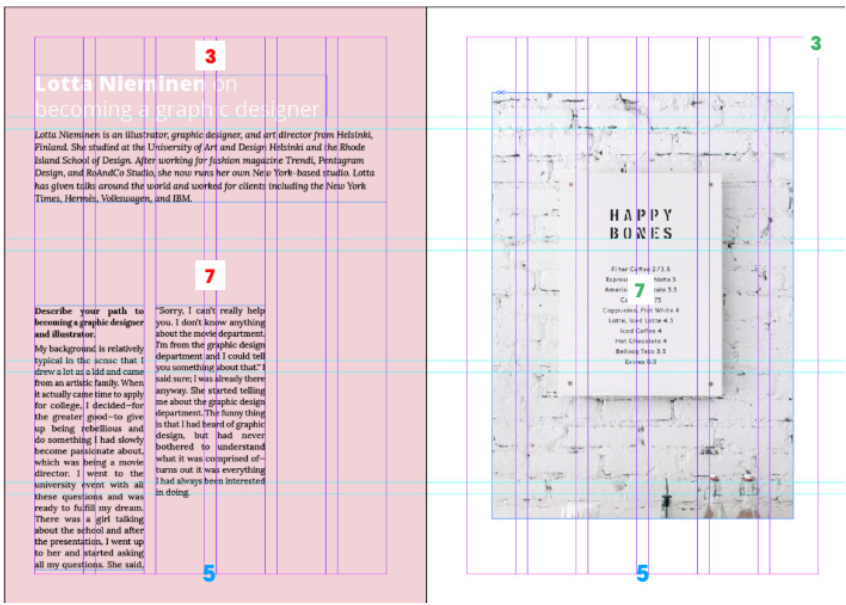 3
Lotta Nieminen on
becoming a graphic designer
Lotta Nieminen is an illustrator, graphic designer, and art director from Helsinki,
Finland. She studied at the University of Art and Design Helsinki and the Rhode
Island School of Design. After working for fashion magazine Trendi, Pentagram
Design, and RoAndCo Studio, she now runs her own New York-based studio. Lotta
has given talks around the world and worked for clients including the New York
Times, Hermès, Volkswagen, and IBM.
7
Describe your path to
becoming a graphic designer
and illustrator.
My background is relatively
typical in the sense that I
drew a lot as a kid and came
from an artistic family. When
it actually came time to apply
for college, I decided—for
the greater good—to give
up being rebellious and
do something I had slowly
become passionate about,
which was being a movie
director. I went to the
university event with all
these questions and was
ready to fulfill my dream.
There was a girl talking
about the school and after
the presentation, I went up
to her and started asking
all my questions. She said,
"Sorry, I can't really help
you. I don't know anything
about the movie department.
I'm from the graphic design
department and I could tell
you something about that." I
said sure; I was already there
anyway. She started telling
me about the graphic design
department. The funny thing
is that I had heard of graphic
design, but had never
bothered to understand
what it was comprised of—
turns out it was everything
I had always been interested
in doing.
5
3
HAPPY
BONES
Filter Coffee 2/2.5
3
3.5
7
Cappuccino, Flat White 4
Latte, Iced Latte 4.5
Iced Coffee 4
Hot Chocolate 4
Bellocq Teas 3.5
5